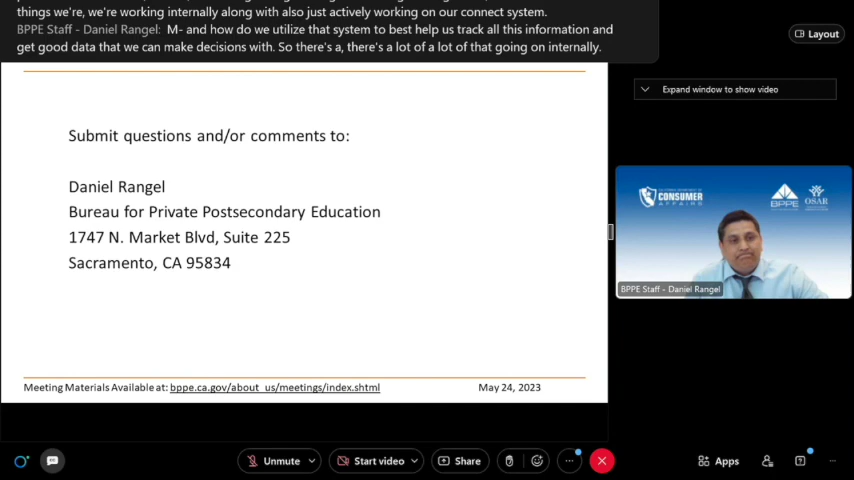 things we're, we're working internally along with also just actively working on our connect system.
BPPE Staff - Daniel Rangel: M- and how do we utilize that system to best help us track all this information and
get good data that we can make decisions with. So there's a, there's a lot of a lot of that going on internally.
Layout
Expand window to show video
Submit questions and/or comments to:
Daniel Rangel
Bureau for Private Postsecondary Education
1747 N. Market Blvd, Suite 225
Sacramento, CA 95834
CONSUMER
AFFAIRS
BPPE
OSAR
BPPE Staff - Daniel Rangel
Meeting Materials Available at: bppe.ca.gov/about_us/meetings/index.shtml
May 24, 2023
Unmute
Start video
Share
Apps